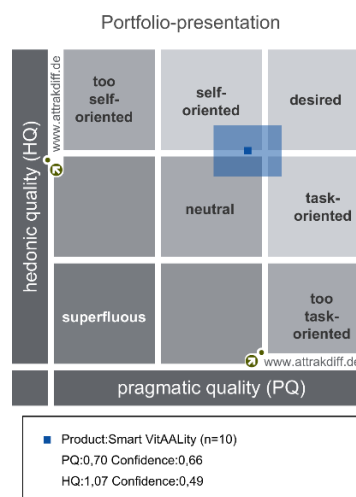 Portfolio-presentation
hedonic quality (HQ)
www.attrakdiff.de
too
self-
oriented
self-
oriented
desired
neutral
task-
oriented
superfluous
too
task-
oriented
www.attrakdiff.de
pragmatic quality (PQ)
Product:Smart VitAALity (n=10)
PQ:0,70 Confidence:0,66
HQ:1,07 Confidence:0,49